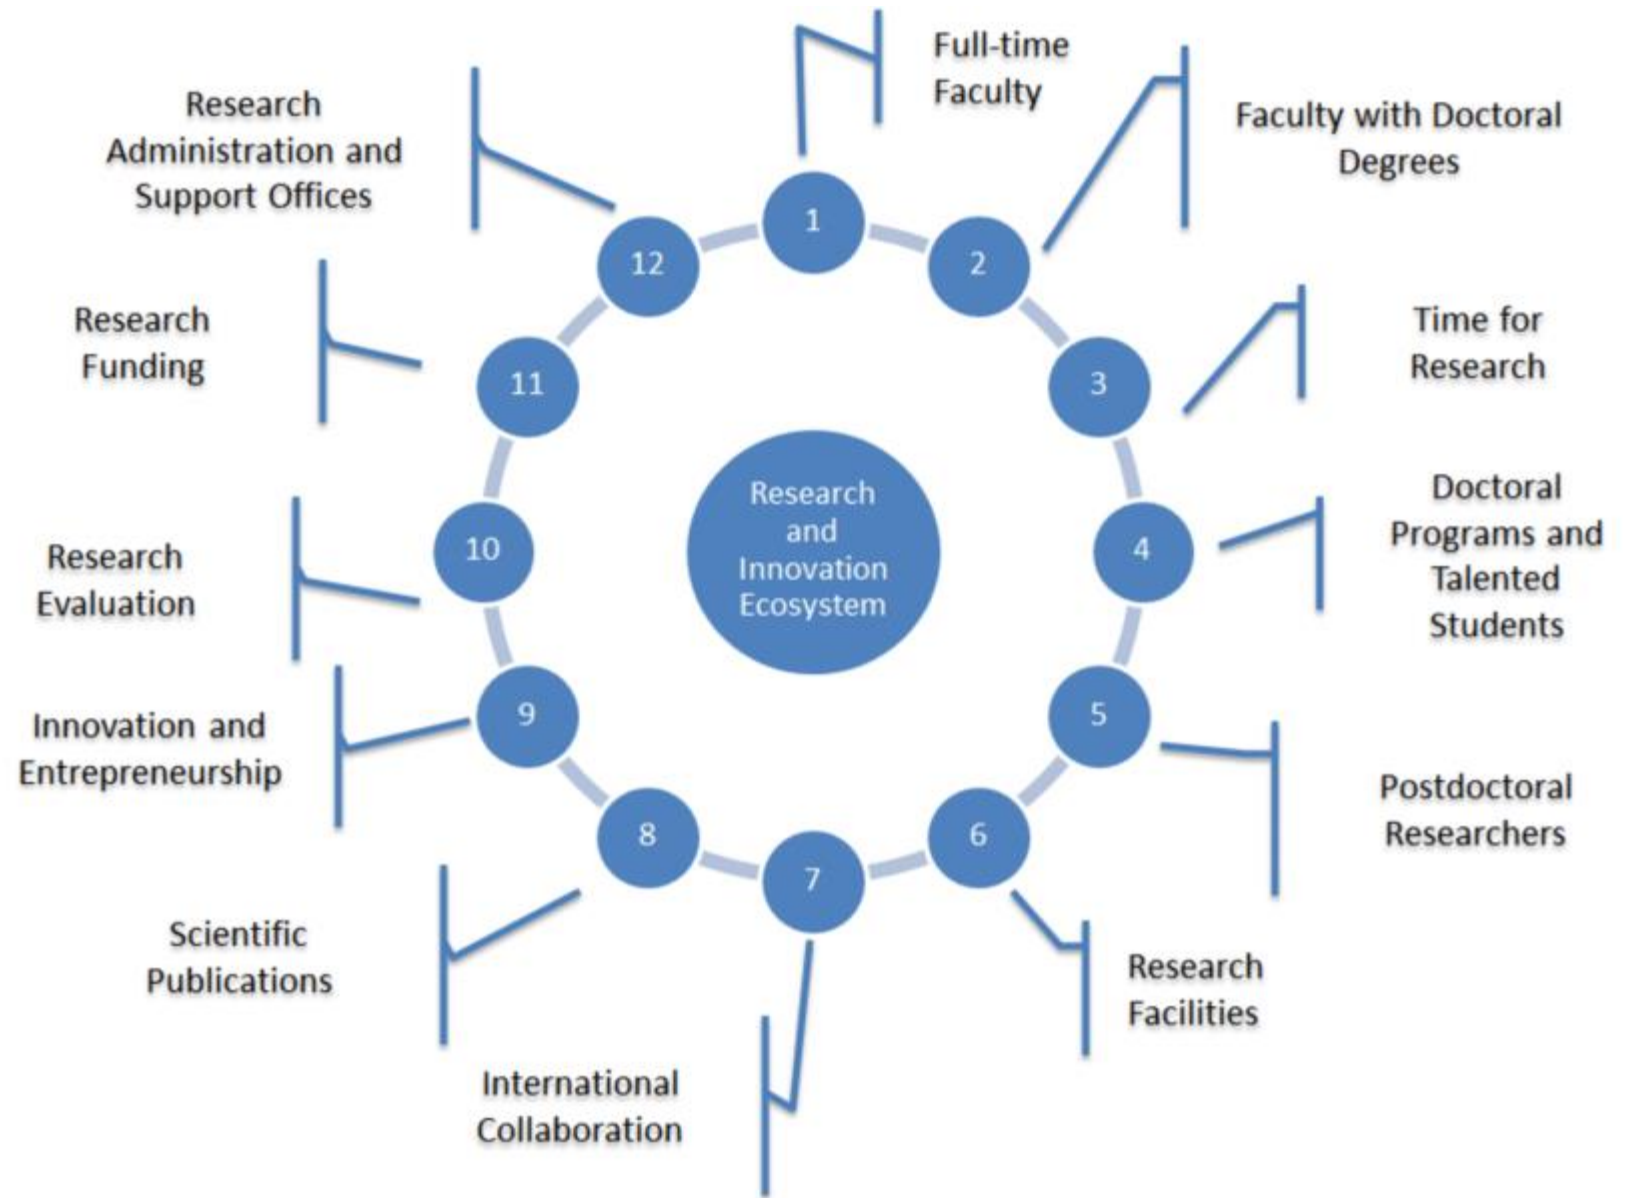 Full-time
Faculty
Faculty with Doctoral
Degrees
Time for
Research
Doctoral
Programs and
Talented
Students
Postdoctoral
Researchers
Research
Facilities
International
Collaboration
Scientific
Publications
Innovation and
Entrepreneurship
Research
Evaluation
Research
Funding
Research
Administration and
Support Offices
1
2
3
4
5
6
7
8
9
10
11
12
Research
and
Innovation
Ecosystem